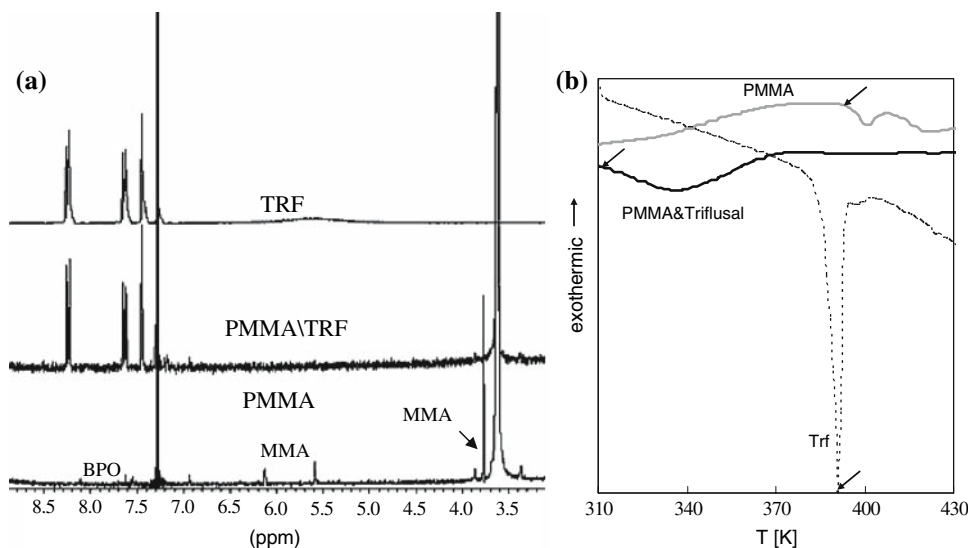 (a)
TRF
PMMA\TRF
PMMA
MMA
MMA
BPO
8.5 8.0 7.5 7.0 6.5 6.0 5.5 5.0 4.5 4.0 3.5
(ppm)
(b)
PMMA
PMMA&Triflusal
exothermic
Trf
310 340 370 400 430
T [K]